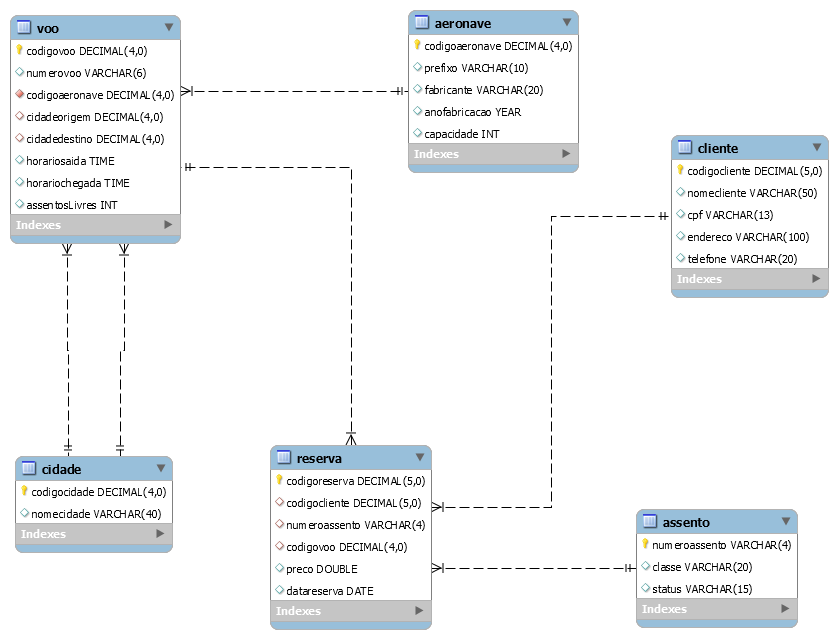 voo
codigovoo DECIMAL(4,0)
numerovoo VARCHAR(6)
codigoaeronave DECIMAL(4,0)
cidadeorigem DECIMAL(4,0)
cidadedestino DECIMAL(4,0)
horariosaida TIME
horariochegada TIME
assentosLivres INT
Indexes
aeronave
codigoaeronave DECIMAL(4,0)
prefixo VARCHAR(10)
fabricante VARCHAR(20)
anofabricacao YEAR
capacidade INT
Indexes
cliente
codigocliente DECIMAL(5,0)
nomecliente VARCHAR(50)
cpf VARCHAR(13)
endereco VARCHAR(100)
telefone VARCHAR(20)
Indexes
cidade
codigocidade DECIMAL(4,0)
nomecidade VARCHAR(40)
Indexes
reserva
codigoreserva DECIMAL(5,0)
codigocliente DECIMAL(5,0)
numeroassento VARCHAR(4)
codigovoo DECIMAL(4,0)
preco DOUBLE
datareserva DATE
Indexes
assento
numeroassento VARCHAR(4)
classe VARCHAR(20)
status VARCHAR(15)
Indexes